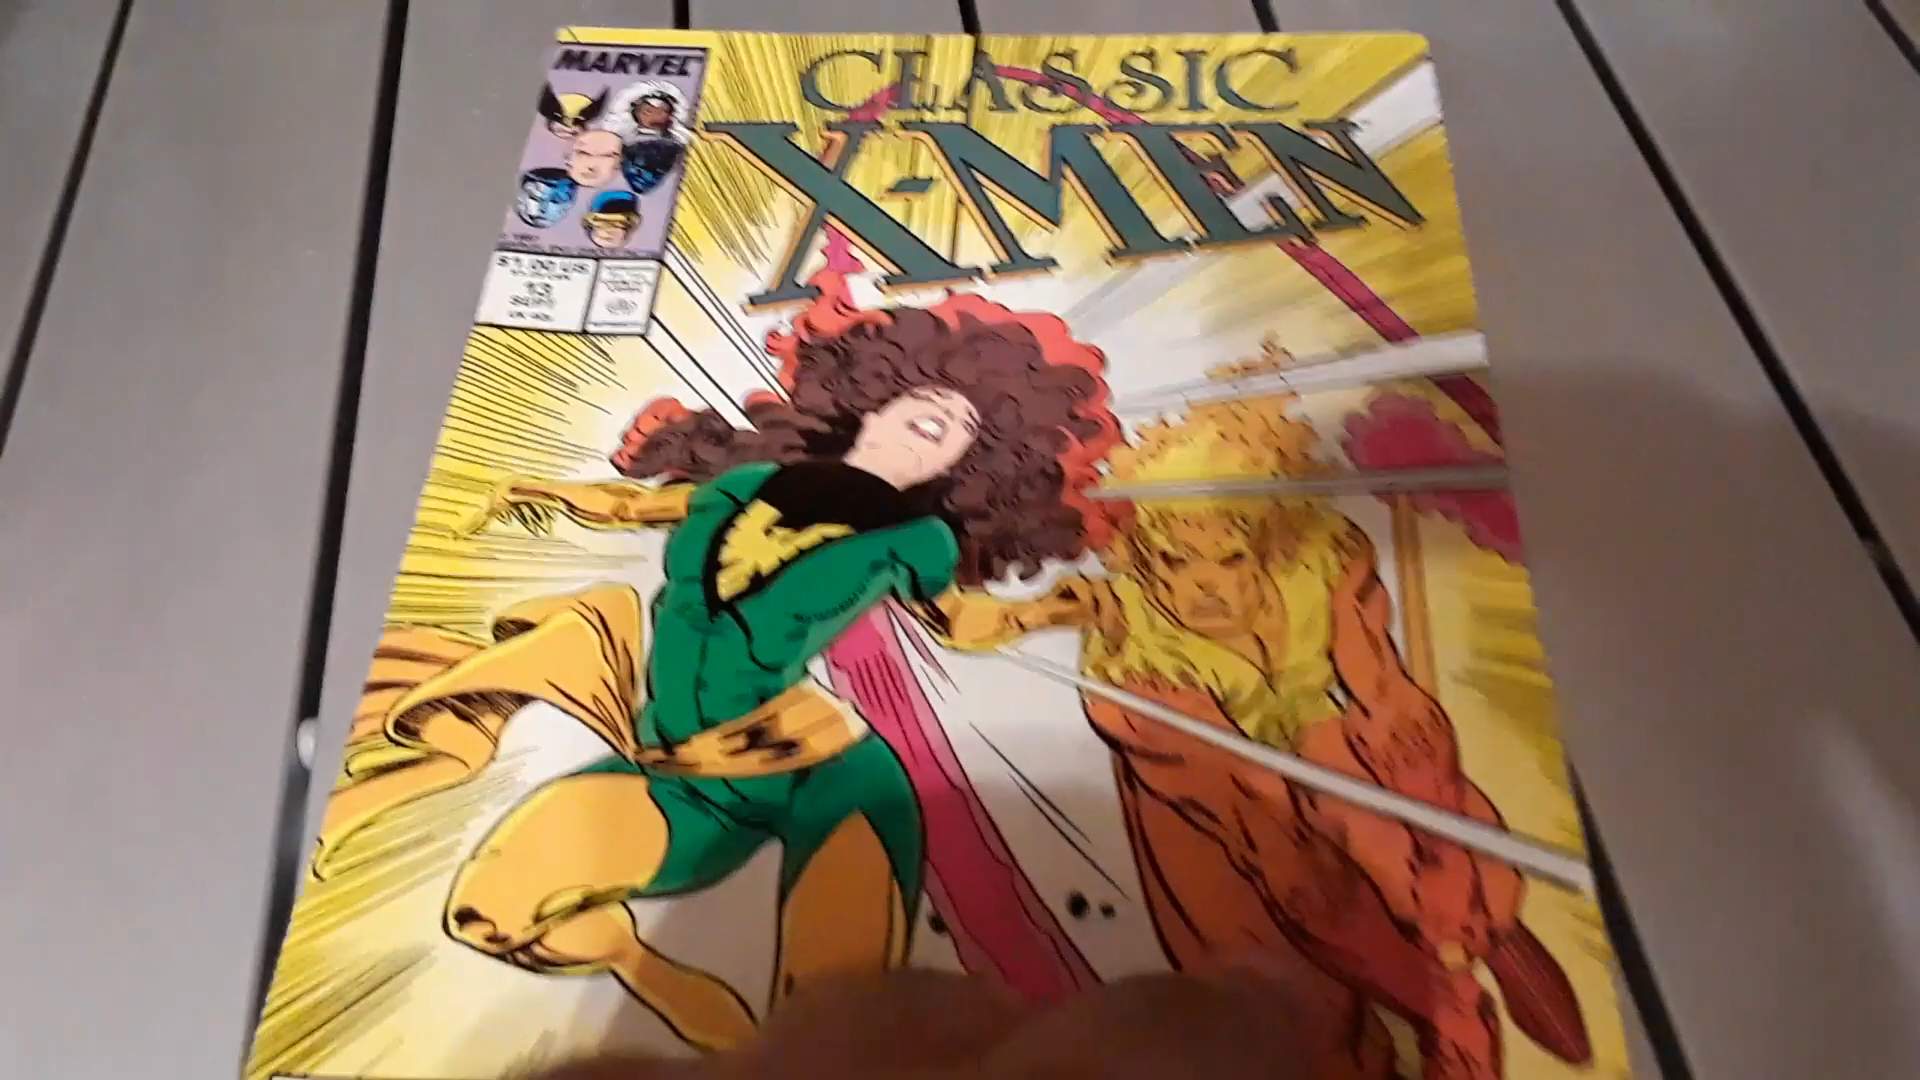 MARVEL
CLASSIC
X-MEN
$1.00 US
13
SEPT